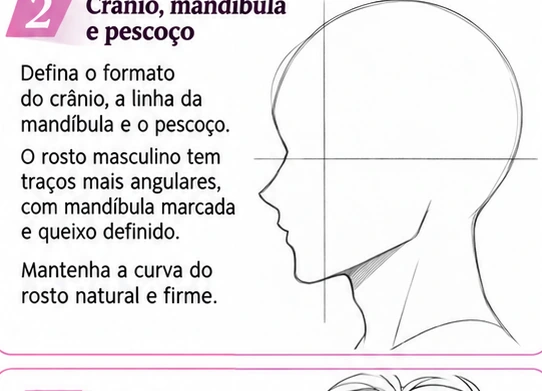 2
Crânio, mandíbula
e pescoço
Defina o formato
do crânio, a linha da
mandíbula e o pescoço.
O rosto masculino tem
traços mais angulares,
com mandíbula marcada
e queixo definido.
Mantenha a curva do
rosto natural e firme.